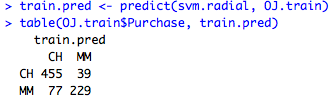 > train.pred <- predict(svm.radial, OJ.train)
> table(OJ.train$Purchase, train.pred)
train.pred
CH MM
CH 455 39
MM 77 229